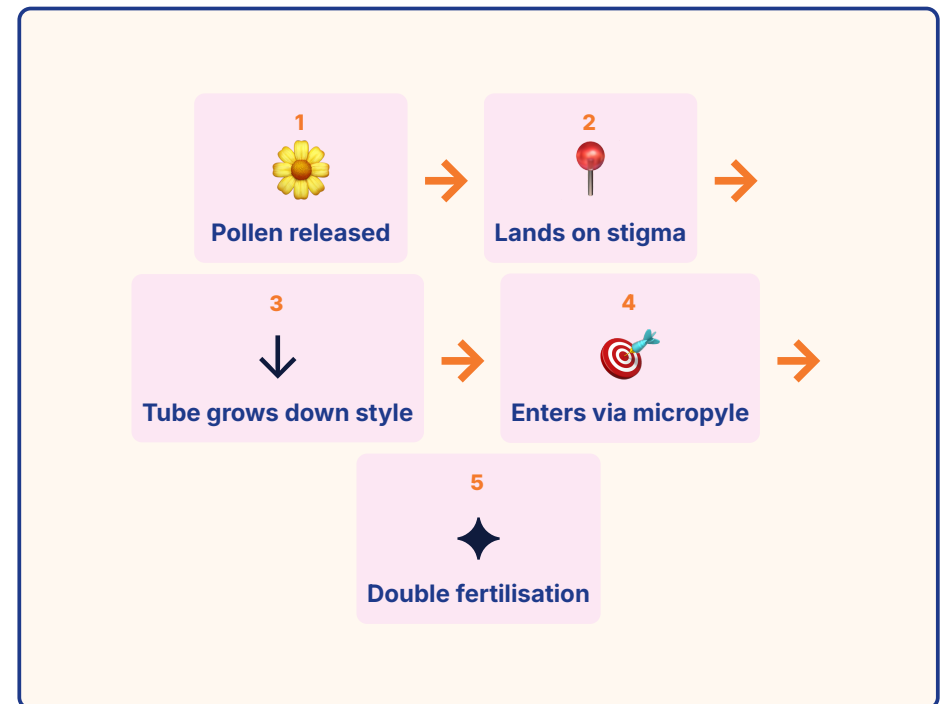 1
Pollen released
2
Lands on stigma
3
Tube grows down style
4
Enters via micropyle
5
Double fertilisation